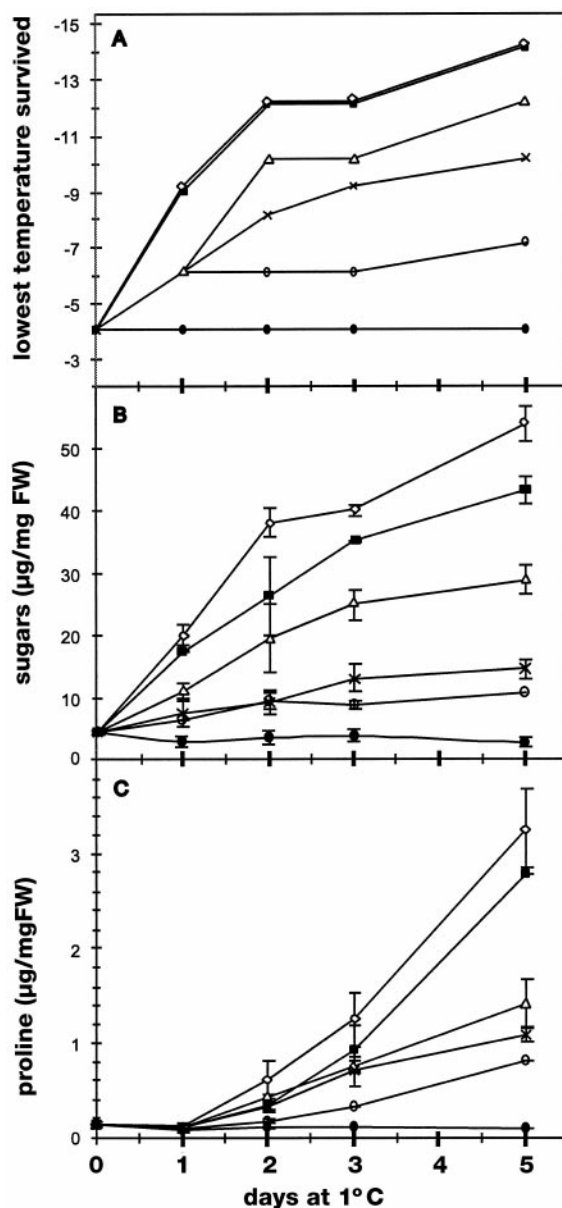 A
lowest temperature survived
-15
-13
-11
-9
-7
-5
-3
B
sugars (µg/mg FW)
50
40
30
20
10
0
C
proline (µg/mgFW)
3
2
1
0
0 1 2 3 4 5
days at 1° C